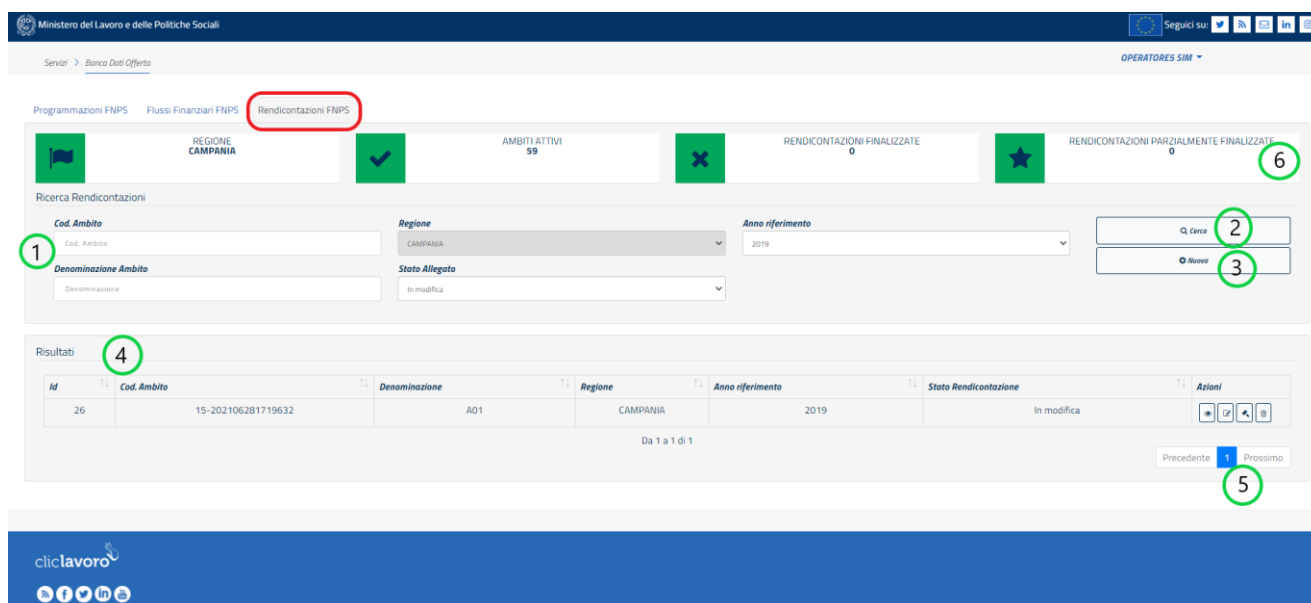 Ministero del Lavoro e delle Politiche Sociali
Seguici su:
Servizi > Banca Dati Offerta
OPERATORE5 SIM
Programmazioni FNPS Flussi Finanziari FNPS Rendicontazioni FNPS
REGIONE
CAMPANIA
AMBITI ATTIVI
59
RENDICONTAZIONI FINALIZZATE
0
RENDICONTAZIONI PARZIALMENTE FINALIZZATE
0
6
Ricerca Rendicontazioni
Cod. Ambito Regione Anno riferimento
1 Cod. Ambito CAMPANIA 2019 Cerca 2
Denominazione Ambito Stato Allegato Nuovo 3
Denominazione In modifica
Risultati 4
Id Cod. Ambito Denominazione Regione Anno riferimento Stato Rendicontazione Azioni
26 15-202106281719632 A01 CAMPANIA 2019 In modifica
Da 1 a 1 di 1
Precedente 1 Prossimo
5
cliclavoro